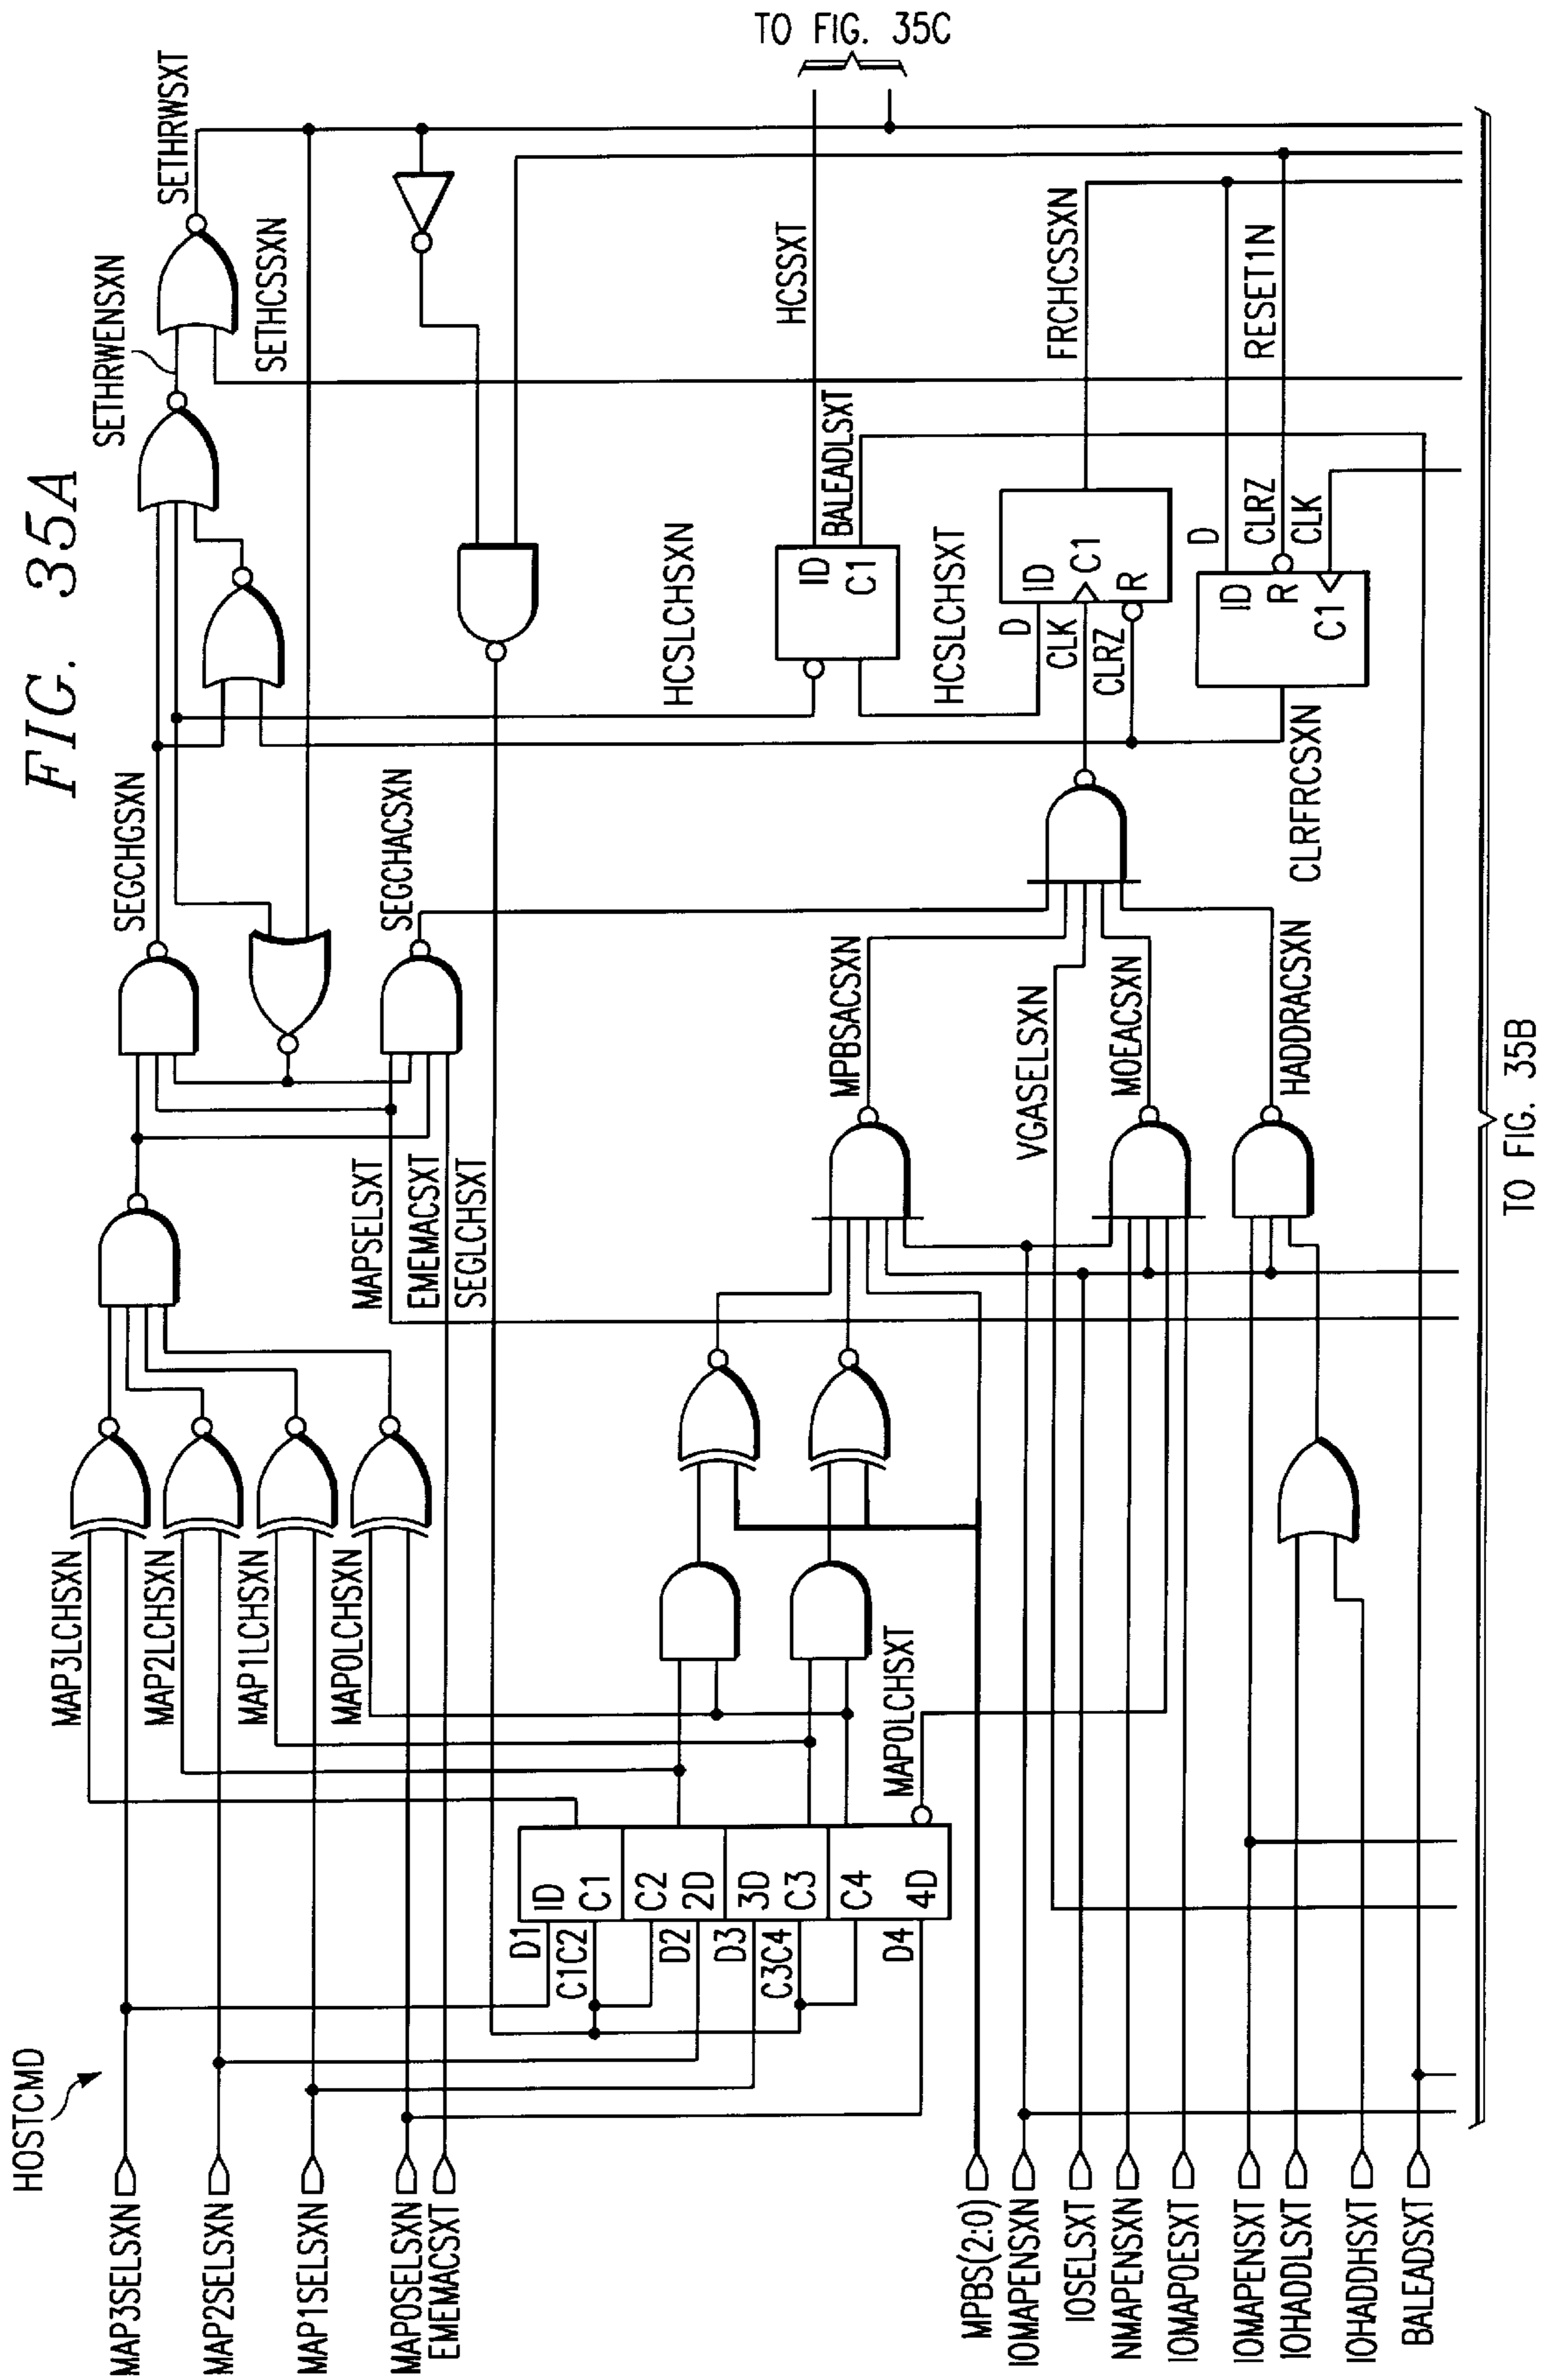 FIG. 35A
HOSTCMD
MAP3SELSXN
MAP2SELSXN
MAP1SELSXN
MAP0SELSXN
EMEMACSXT
MPBS(2:0)
IOMAPENSXN
IOSELSXT
NMAPENSXN
IOMAPOESXT
IOMAPENSXT
IOHADDLSXT
IOHADDHSXT
BALEADSXT
D1
C1C2
D2
D3
C3C4
D4
ID
C1
C2
2D
3D
C3
C4
4D
MAP3LCHSXN
MAP2LCHSXN
MAP1LCHSXN
MAP0LCHSXN
MAP0LCHSXT
MAPSELSXT
EMEMACSXT
SEGLCHSXT
SEGCHGSXN
SEGCHACSXN
MPBSACSXN
VGASELSXN
MOEACSXN
HADDRACSXN
HCSLCHSXN
HCSLCHSXT
ID
C1
BALEADLSXT
HCSSXT
D
CLK
CLRZ
ID
C1
R
FRCHCSSXN
CLRFRCSXN
ID
R
C1
D
CLRZ
CLK
RESET1N
SETHRWENSXN
SETHCSSXN
SETHRWSXT
TO FIG. 35C
TO FIG. 35B